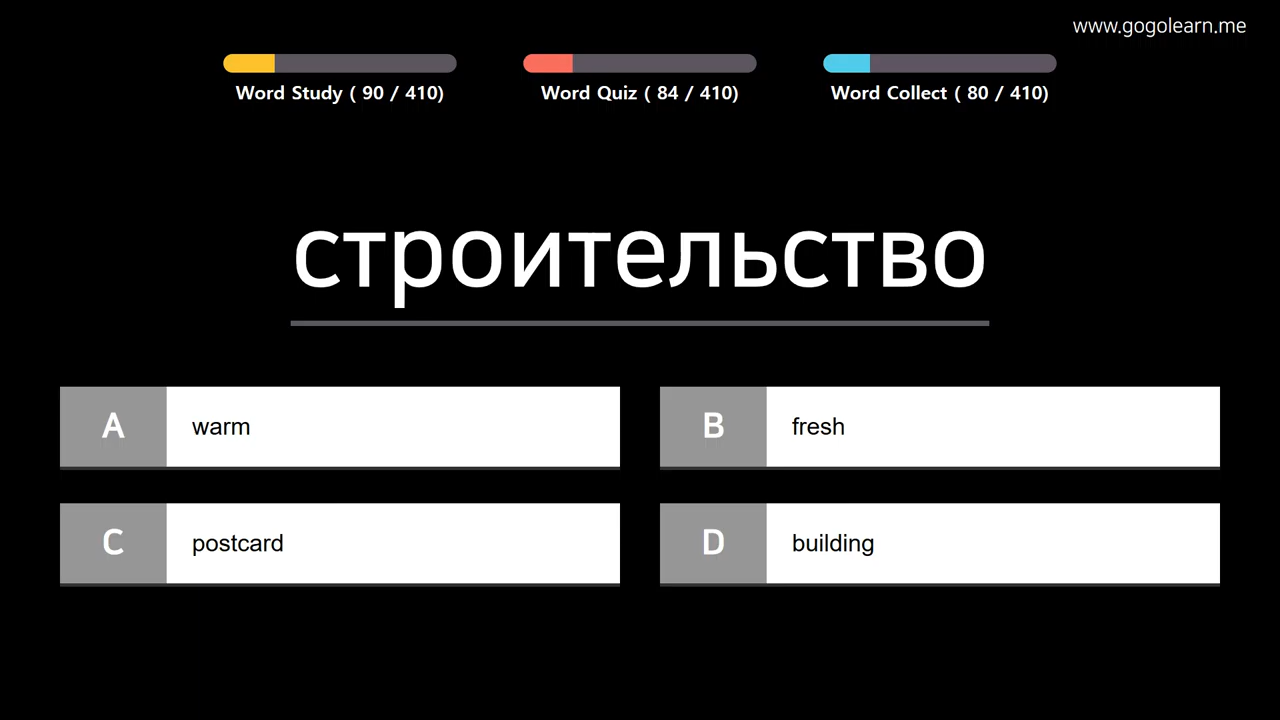 www.gogolearn.me
Word Study ( 90 / 410)
Word Quiz ( 84 / 410)
Word Collect ( 80 / 410)
строительство
A warm
B fresh
C postcard
D building